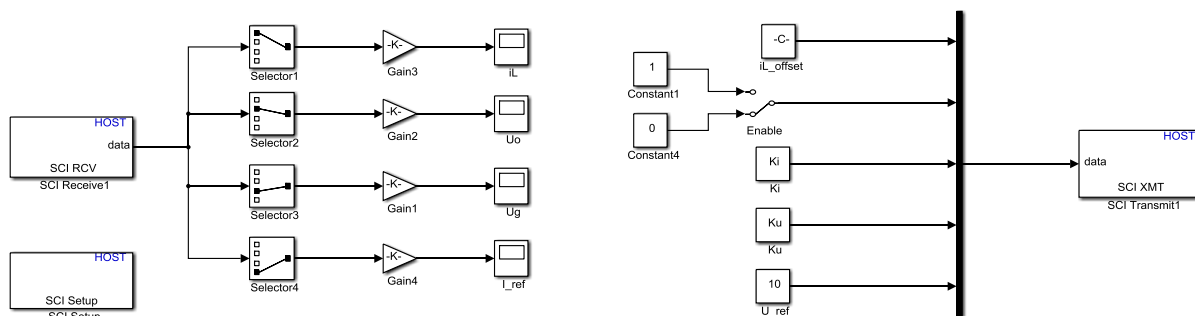 HOST
data
SCI RCV
SCI Receive1
HOST
SCI Setup
SCI Setup
Selector1
-K-
Gain3
iL
Selector2
-K-
Gain2
Uo
Selector3
-K-
Gain1
Ug
Selector4
-K-
Gain4
I_ref
-C-
iL_offset
1
Constant1
0
Constant4
Enable
Ki
Ki
Ku
Ku
10
U_ref
HOST
data
SCI XMT
SCI Transmit1